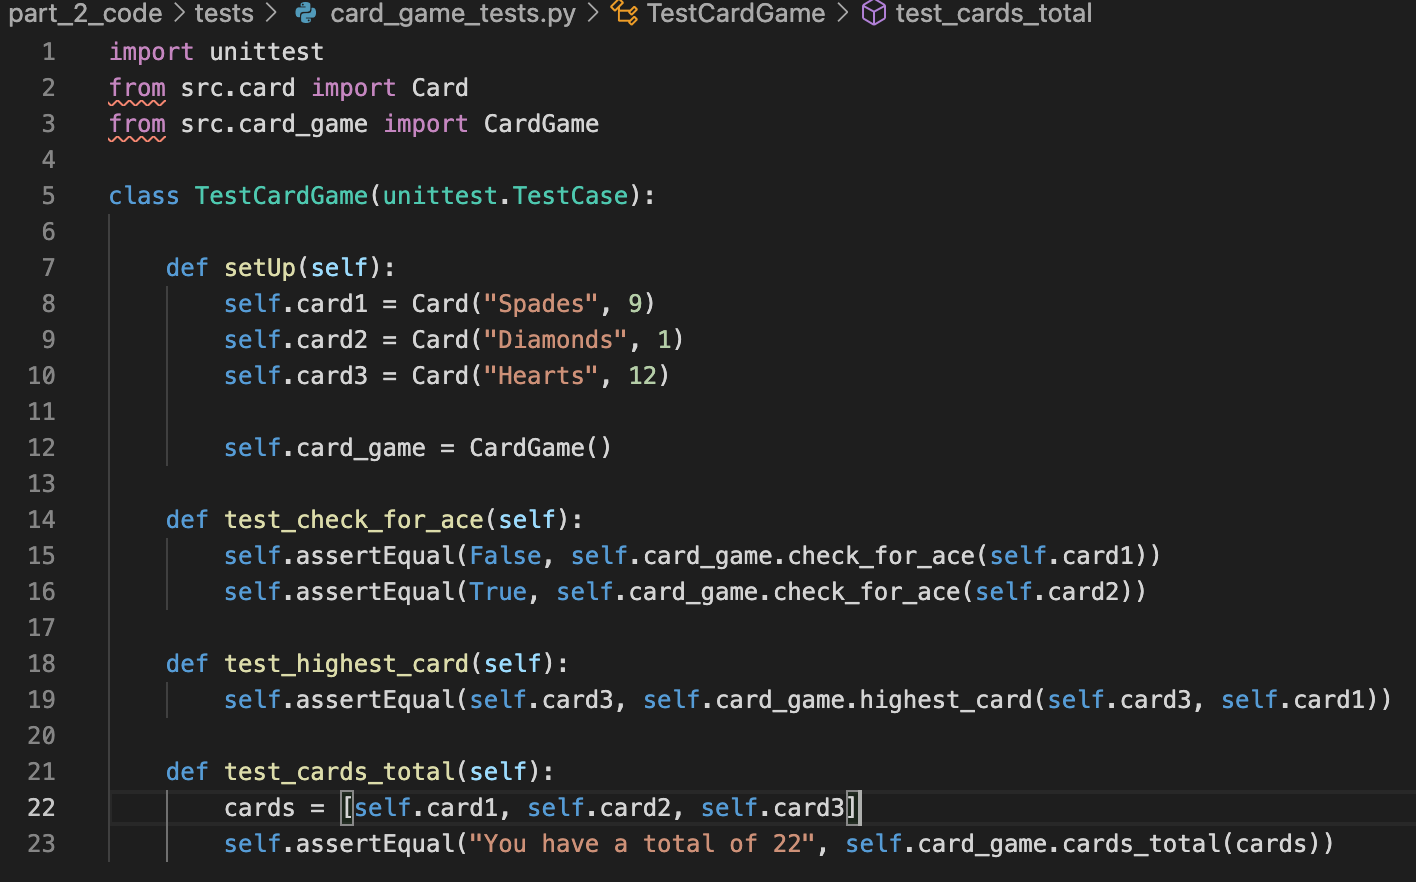 part_2_code > tests > card_game_tests.py > TestCardGame > test_cards_total
1 import unittest
2 from src.card import Card
3 from src.card_game import CardGame
4
5 class TestCardGame(unittest.TestCase):
6
7     def setUp(self):
8         self.card1 = Card("Spades", 9)
9         self.card2 = Card("Diamonds", 1)
10         self.card3 = Card("Hearts", 12)
11
12         self.card_game = CardGame()
13
14     def test_check_for_ace(self):
15         self.assertEqual(False, self.card_game.check_for_ace(self.card1))
16         self.assertEqual(True, self.card_game.check_for_ace(self.card2))
17
18     def test_highest_card(self):
19         self.assertEqual(self.card3, self.card_game.highest_card(self.card3, self.card1))
20
21     def test_cards_total(self):
22         cards = [self.card1, self.card2, self.card3]
23         self.assertEqual("You have a total of 22", self.card_game.cards_total(cards))